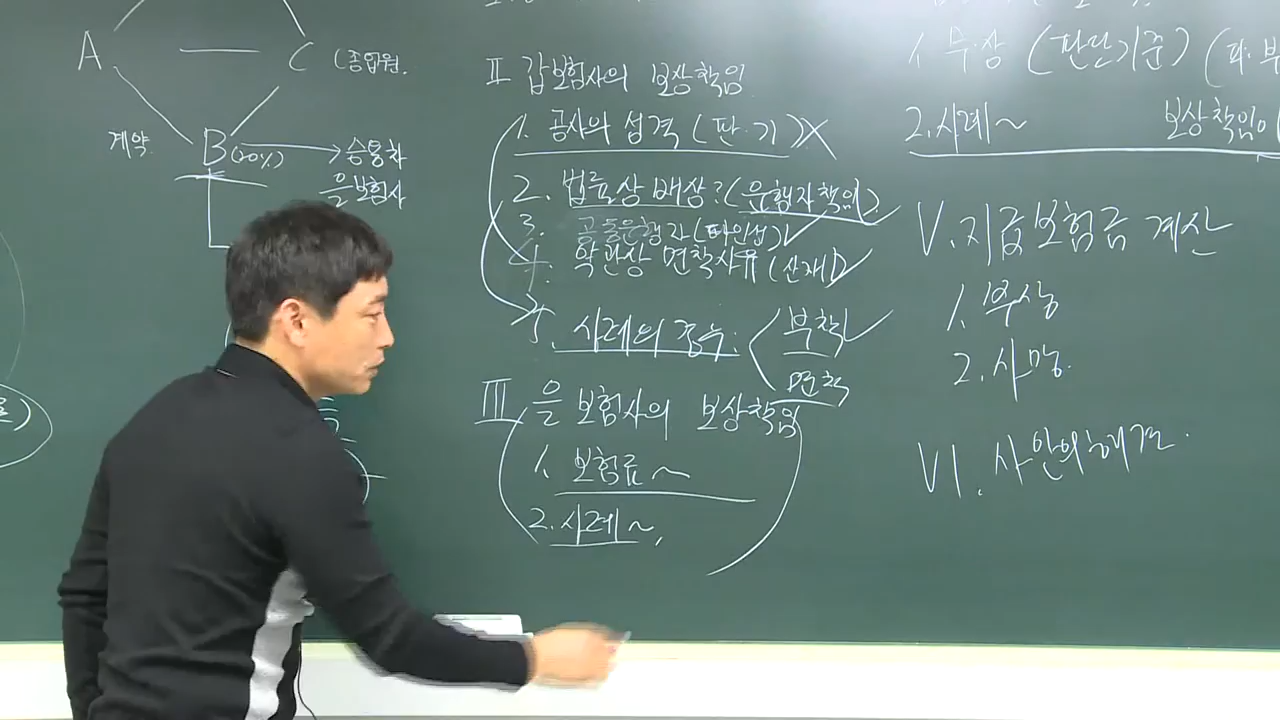 A
C (종업원.
계약.
B(20%) → 승용차
을보험사
II 갑보험사의 보상책임
1. 공사의 성격 (판·기) X
2. 법률상 배상? (운행자책임)
3. 공동운행자 (타인성)
4. 약관상 면책사유 (산재)
5. 사례의 경우: 부책
면책
III 을보험사의 보상책임
1. 보험료~
2. 사례~,
1. 무상 (판단기준) (
2. 사례~ 보상책임
V. 지급보험금 계산
1. 부상
2. 사망.
VI. 사안의해결.